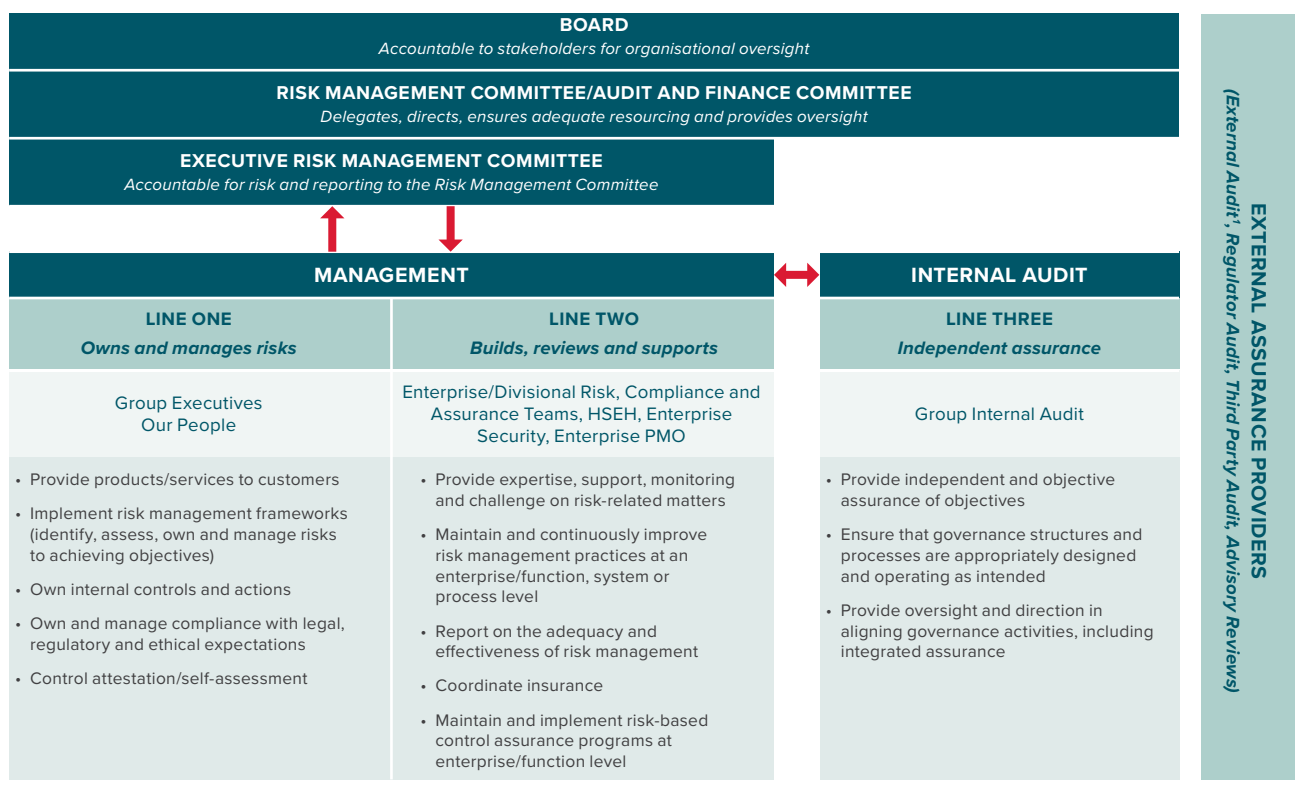 BOARD
Accountable to stakeholders for organisational oversight
RISK MANAGEMENT COMMITTEE/AUDIT AND FINANCE COMMITTEE
Delegates, directs, ensures adequate resourcing and provides oversight
EXECUTIVE RISK MANAGEMENT COMMITTEE
Accountable for risk and reporting to the Risk Management Committee
MANAGEMENT
LINE ONE
Owns and manages risks
Group Executives
Our People
• Provide products/services to customers
• Implement risk management frameworks
(identify, assess, own and manage risks
to achieving objectives)
• Own internal controls and actions
• Own and manage compliance with legal,
regulatory and ethical expectations
• Control attestation/self-assessment
LINE TWO
Builds, reviews and supports
Enterprise/Divisional Risk, Compliance and
Assurance Teams, HSEH, Enterprise
Security, Enterprise PMO
• Provide expertise, support, monitoring
and challenge on risk-related matters
• Maintain and continuously improve
risk management practices at an
enterprise/function, system or
process level
• Report on the adequacy and
effectiveness of risk management
• Coordinate insurance
• Maintain and implement risk-based
control assurance programs at
enterprise/function level
INTERNAL AUDIT
LINE THREE
Independent assurance
Group Internal Audit
• Provide independent and objective
assurance of objectives
• Ensure that governance structures and
processes are appropriately designed
and operating as intended
• Provide oversight and direction in
aligning governance activities, including
integrated assurance
EXTERNAL ASSURANCE PROVIDERS
(External Audit¹, Regulator Audit, Third Party Audit, Advisory Reviews)